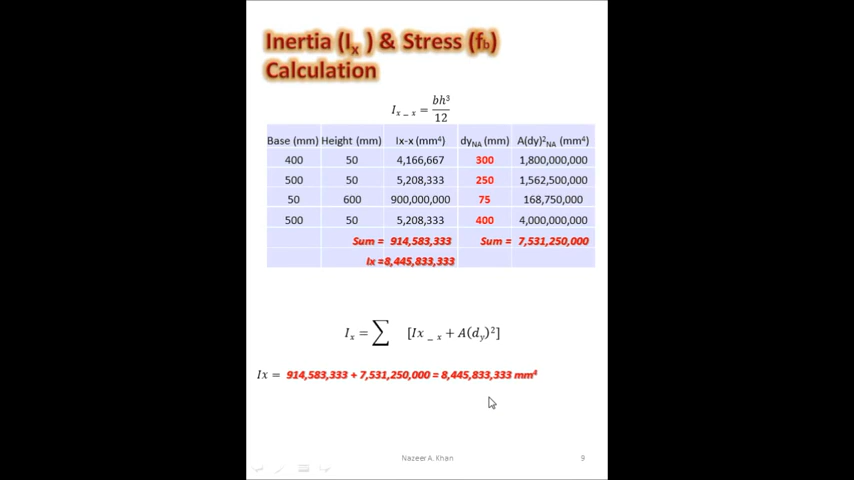 Inertia (Ix ) & Stress (fb)
Calculation
Ix _ x = bh³/12
Base (mm) Height (mm) Ix-x (mm⁴) dyNA (mm) A(dy)²NA (mm⁴)
400 50 4,166,667 300 1,800,000,000
500 50 5,208,333 250 1,562,500,000
50 600 900,000,000 75 168,750,000
500 50 5,208,333 400 4,000,000,000
Sum = 914,583,333 Sum = 7,531,250,000
Ix =8,445,833,333
Ix = ∑ [Ix _ x + A(dy)²]
Ix = 914,583,333 + 7,531,250,000 = 8,445,833,333 mm⁴
Nazeer A. Khan 9